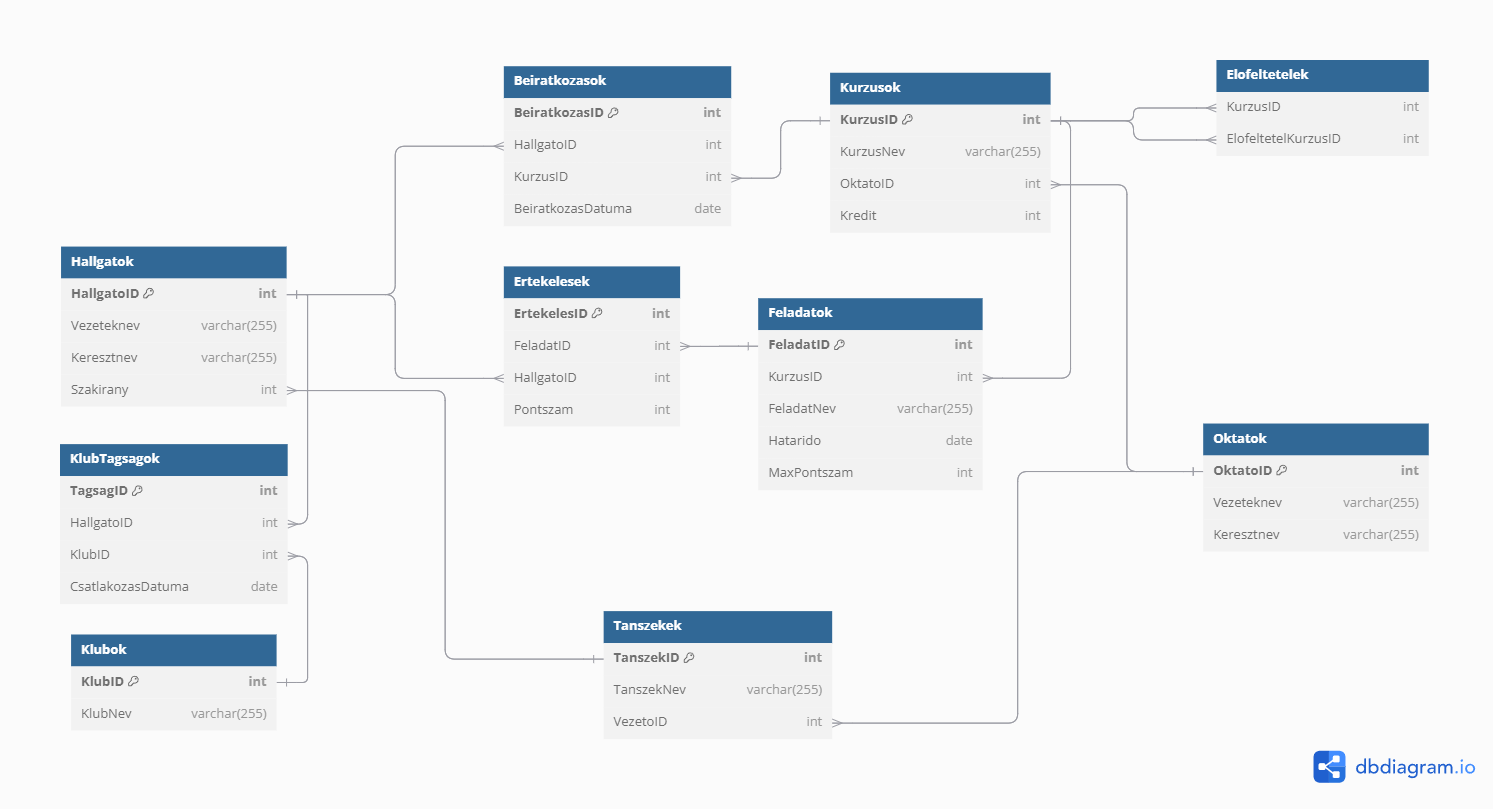 Beiratkozasok
BeiratkozasID int
HallgatoID int
KurzusID int
BeiratkozasDatuma date
Kurzusok
KurzusID int
KurzusNev varchar(255)
OktatoID int
Kredit int
Elofeltetelek
KurzusID int
ElofeltetelKurzusID int
Hallgatok
HallgatoID int
Vezeteknev varchar(255)
Keresztnev varchar(255)
Szakirany int
Ertekelesek
ErtekelesID int
FeladatID int
HallgatoID int
Pontszam int
Feladatok
FeladatID int
KurzusID int
FeladatNev varchar(255)
Hatarido date
MaxPontszam int
KlubTagsagok
TagsagID int
HallgatoID int
KlubID int
CsatlakozasDatuma date
Oktatok
OktatoID int
Vezeteknev varchar(255)
Keresztnev varchar(255)
Klubok
KlubID int
KlubNev varchar(255)
Tanszekek
TanszekID int
TanszekNev varchar(255)
VezetoID int
dbdiagram.io